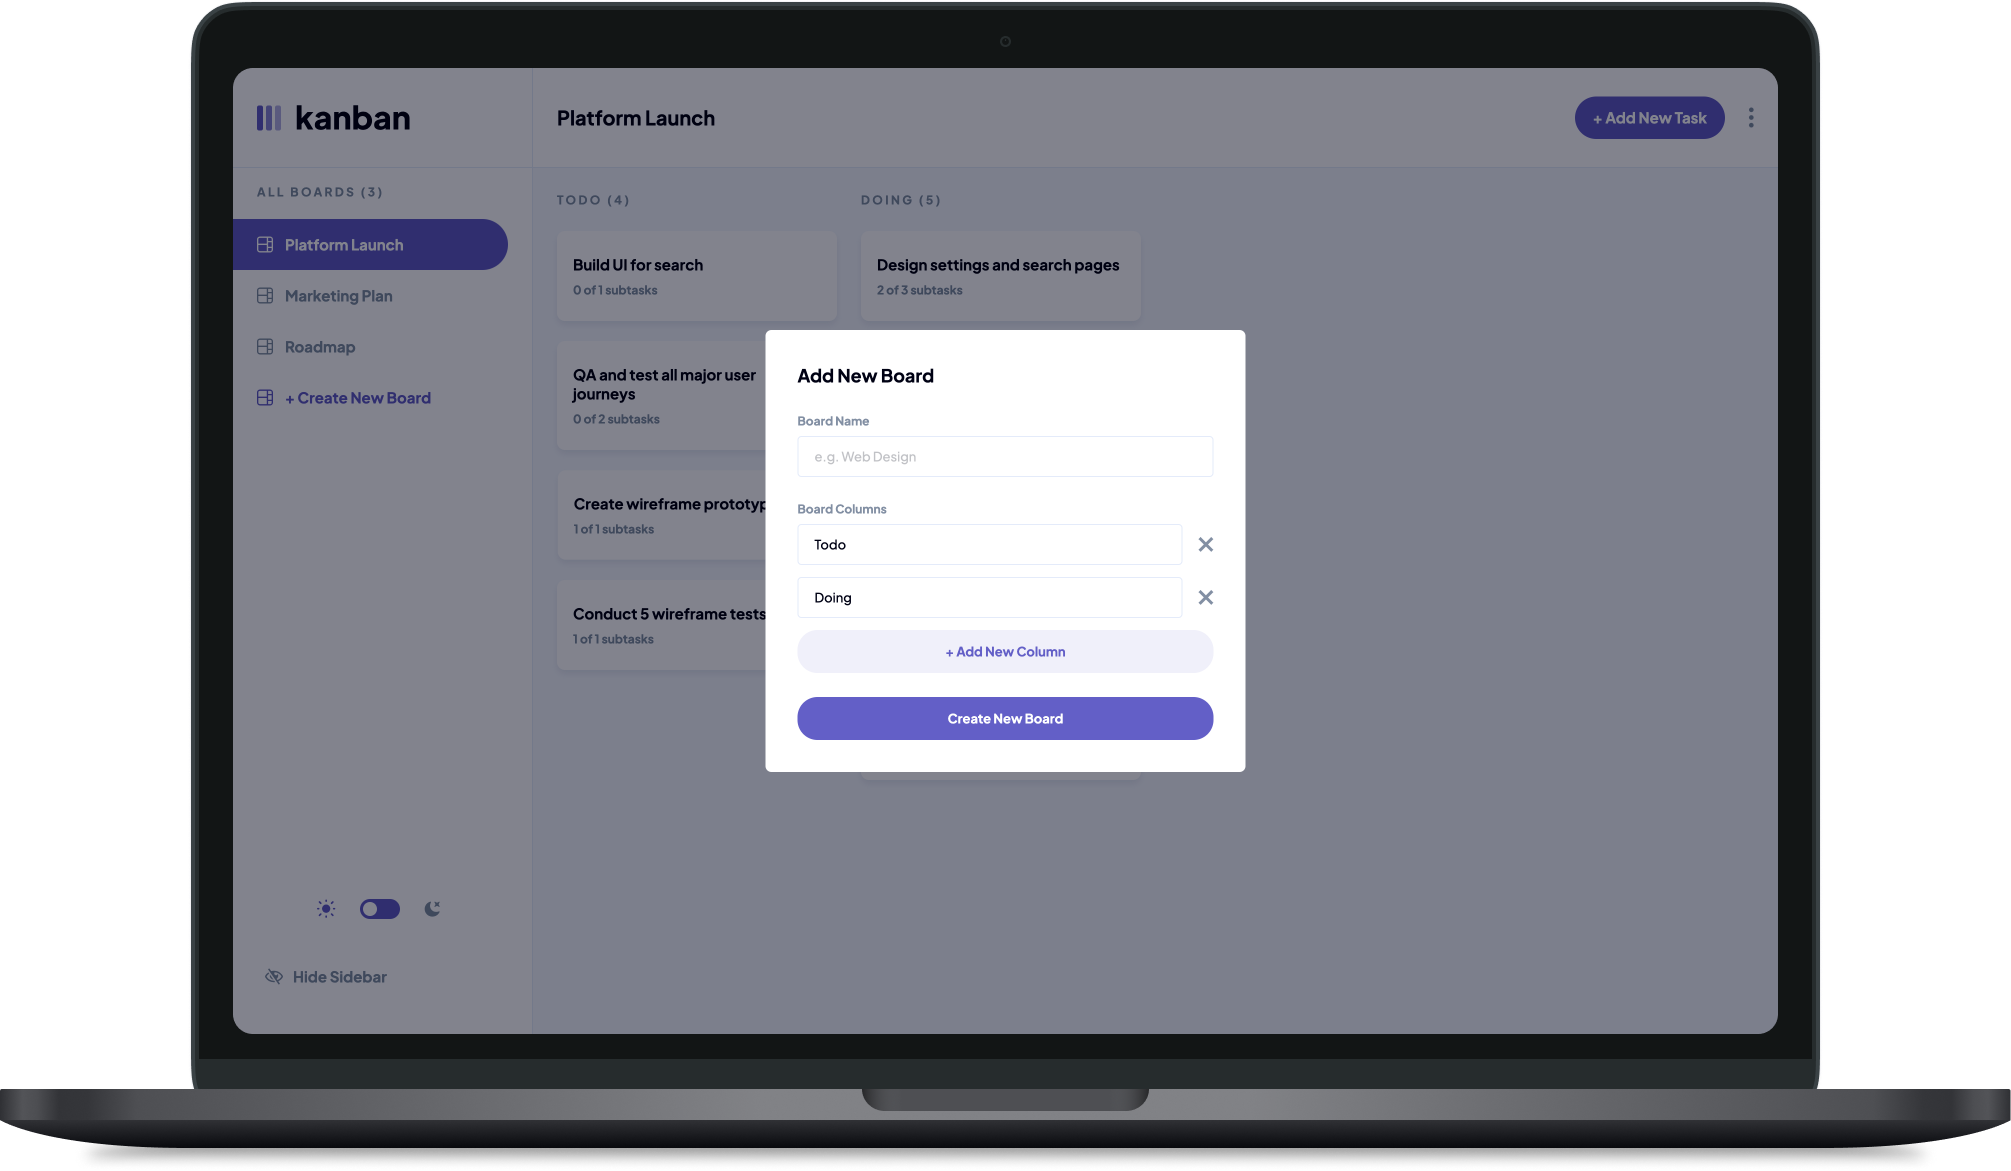 kanban
Platform Launch
+ Add New Task
ALL BOARDS (3)
Platform Launch
Marketing Plan
Roadmap
+ Create New Board
Hide Sidebar
TODO (4)
Build UI for search
0 of 1 subtasks
QA and test all major user
journeys
0 of 2 subtasks
Create wireframe
1 of 1 subtasks
Conduct 5 wireframe tests
1 of 1 subtasks
DOING (5)
Design settings and search pages
2 of 3 subtasks
Add New Board
Board Name
e.g. Web Design
Board Columns
Todo
Doing
+ Add New Column
Create New Board